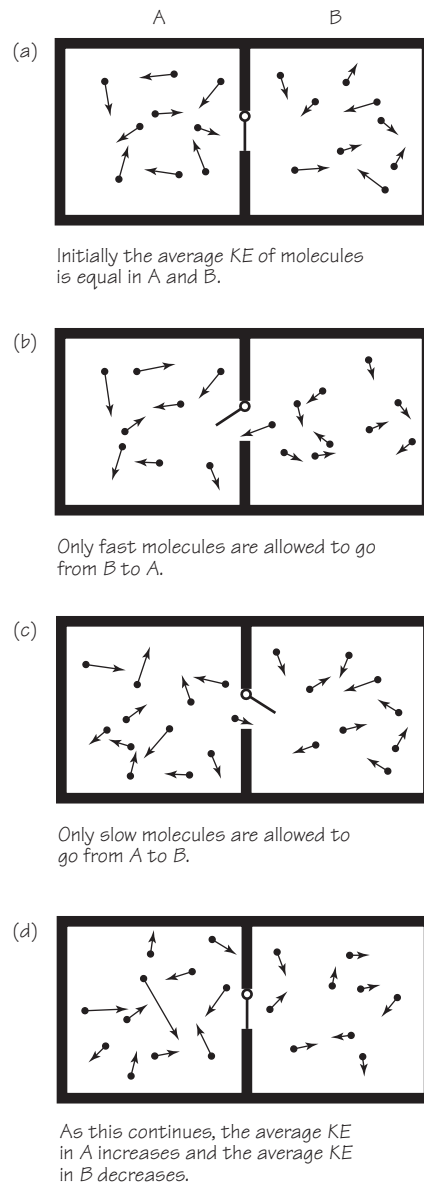 A B
(a)
Initially the average KE of molecules
is equal in A and B.
(b)
Only fast molecules are allowed to go
from B to A.
(c)
Only slow molecules are allowed to
go from A to B.
(d)
As this continues, the average KE
in A increases and the average KE
in B decreases.